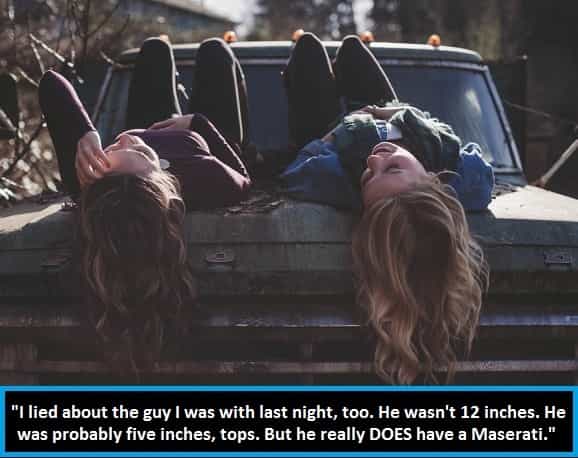 "I lied about the guy I was with last night, too. He wasn't 12 inches. He
was probably five inches, tops. But he really DOES have a Maserati."